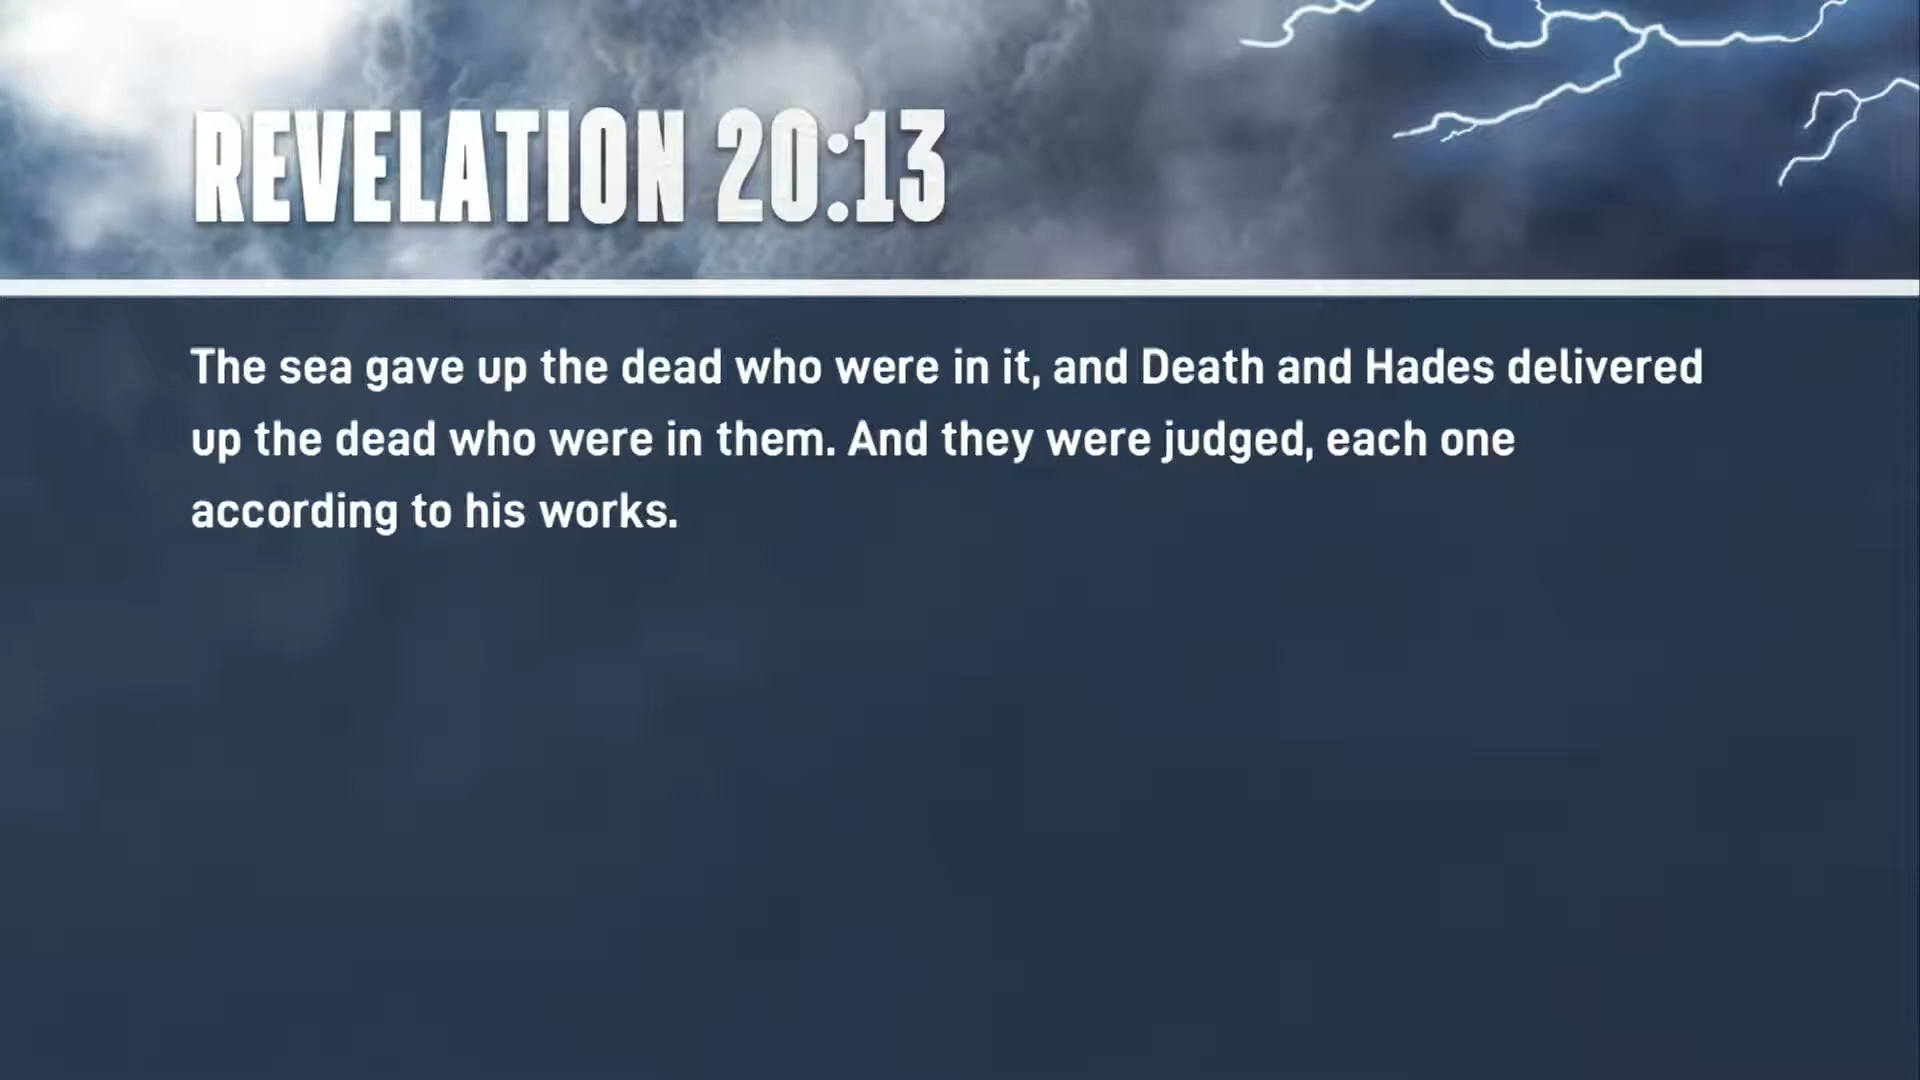 REVELATION 20:13
The sea gave up the dead who were in it, and Death and Hades delivered
up the dead who were in them. And they were judged, each one
according to his works.